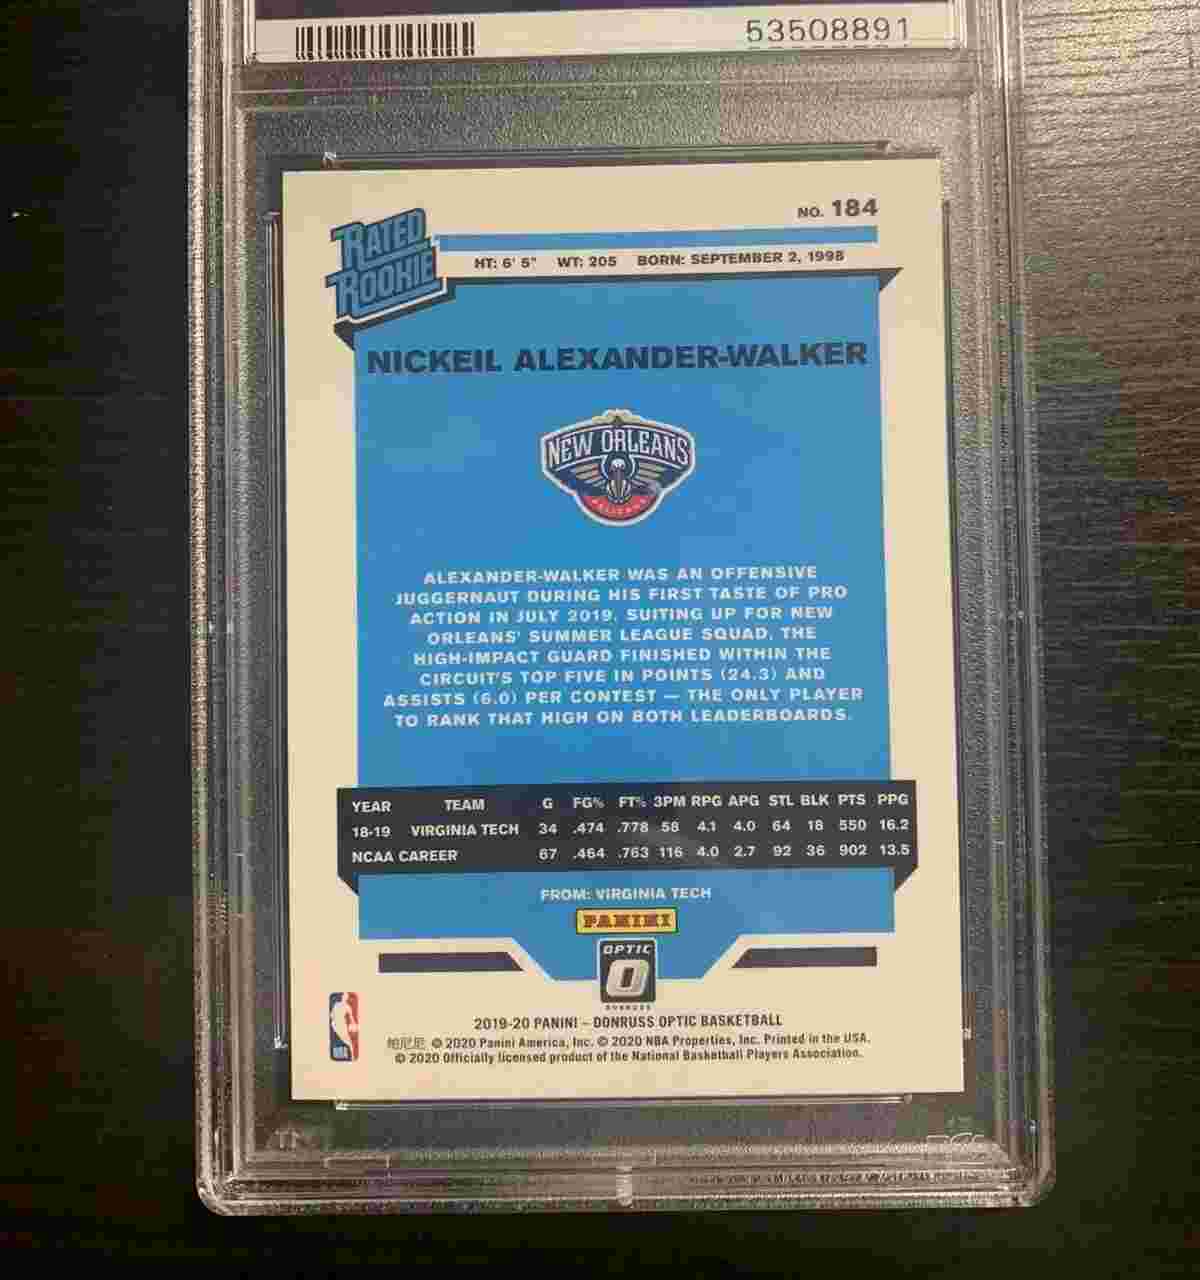 53508891
RATED
ROOKIE
NO. 184
HT: 6' 5" WT: 205 BORN: SEPTEMBER 2, 1998
NICKEIL ALEXANDER-WALKER
NEW ORLEANS
PELICANS
ALEXANDER-WALKER WAS AN OFFENSIVE
JUGGERNAUT DURING HIS FIRST TASTE OF PRO
ACTION IN JULY 2019. SUITING UP FOR NEW
ORLEANS' SUMMER LEAGUE SQUAD, THE
HIGH-IMPACT GUARD FINISHED WITHIN THE
CIRCUIT'S TOP FIVE IN POINTS (24.3) AND
ASSISTS (6.0) PER CONTEST — THE ONLY PLAYER
TO RANK THAT HIGH ON BOTH LEADERBOARDS.
YEAR TEAM G FG% FT% 3PM RPG APG STL BLK PTS PPG
18-19 VIRGINIA TECH 34 .474 .778 58 4.1 4.0 64 18 550 16.2
NCAA CAREER 67 .464 .763 116 4.0 2.7 92 36 902 13.5
FROM: VIRGINIA TECH
PANINI
OPTIC
DONRUSS
NBA
2019-20 PANINI – DONRUSS OPTIC BASKETBALL
帕尼尼 © 2020 Panini America, Inc. © 2020 NBA Properties, Inc. Printed in the USA.
© 2020 Officially licensed product of the National Basketball Players Association.
PSA